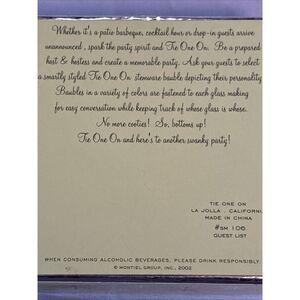 Whether it's a patio barbeque, cocktail hour or drop-in guests arrive
unannounced , spark the party spirit and Tie One On. Be a prepared
host & hostess and create a memorable party. Ask your guests to select
a smartly styled Tie One On stemware bauble depicting their personality
Baubles in a variety of colors are fastened to each glass making
for easy conversation while keeping track of whose glass is whose.
No more cooties! So, bottoms up!
Tie One On and here's to another swanky party!
TIE ONE ON
LA JOLLA . CALIFORNI
MADE IN CHINA
#SM 106
GUEST LIST
WHEN CONSUMING ALCOHOLIC BEVERAGES, PLEASE DRINK RESPONSIBLY
© MONTIEL GROUP, INC., 2002